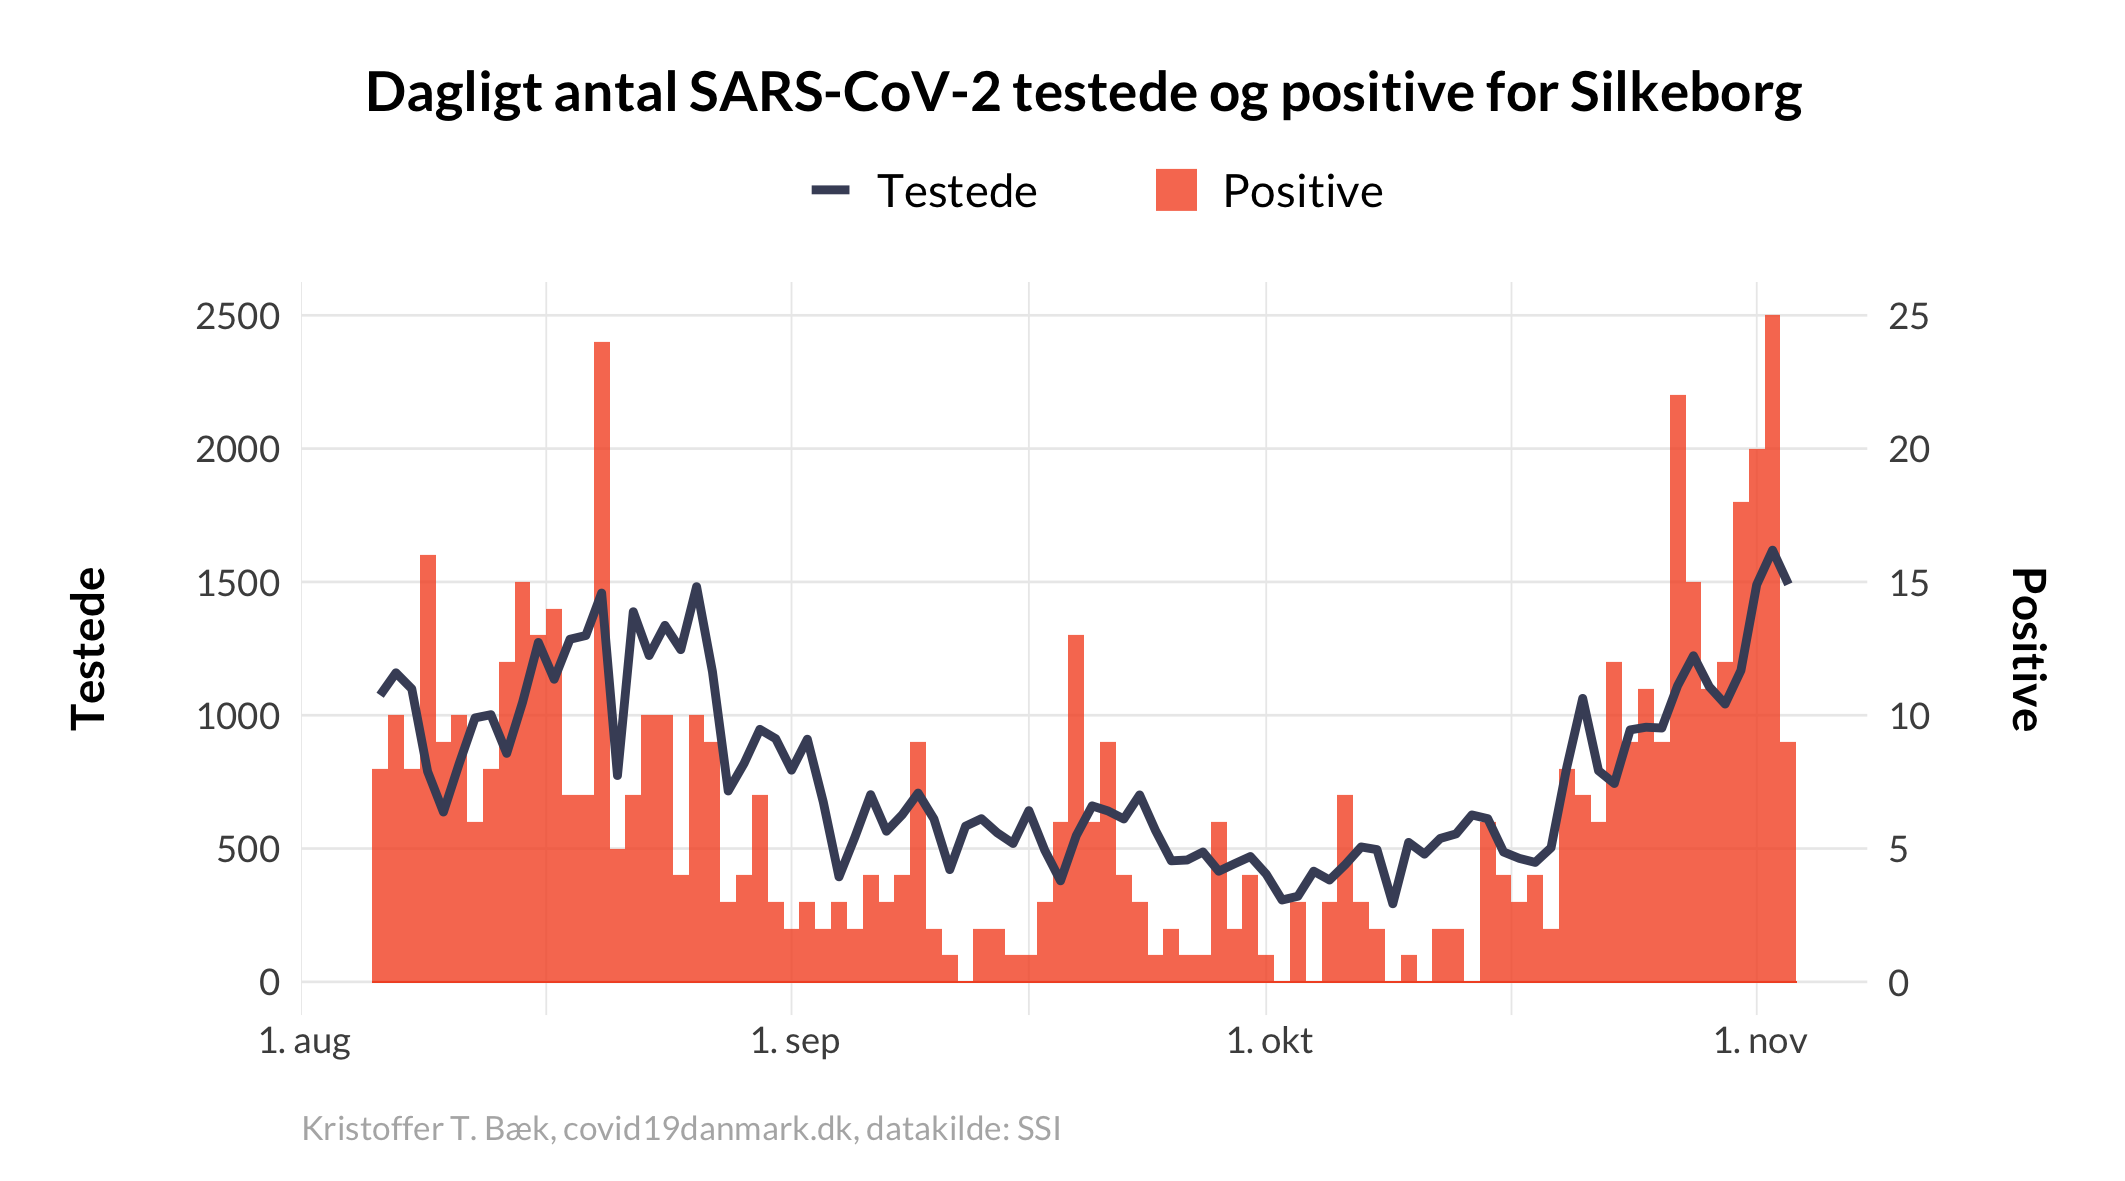 Dagligt antal SARS-CoV-2 testede og positive for Silkeborg
Testede Positive
Testede
2500
2000
1500
1000
500
0
25
20
15
10
5
0
Positive
1. aug 1. sep 1. okt 1. nov
Kristoffer T. Bæk, covid19danmark.dk, datakilde: SSI